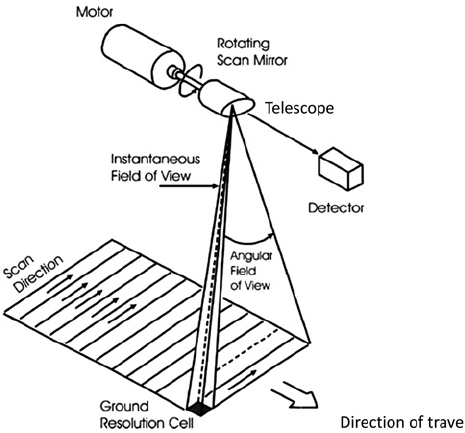 Motor
Rotating
Scan Mirror
Telescope
Instantaneous
Field of View
Detector
Angular
Field
of View
Scan
Direction
Ground
Resolution Cell
Direction of trave